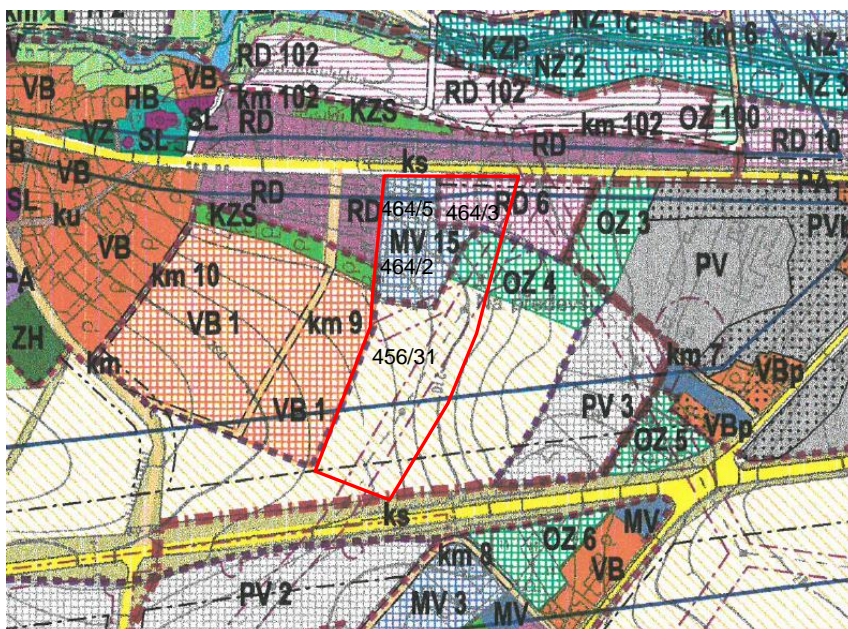 km 11
NZ 1c
km 6
NZ
V
VB
RD 102
KZP
NZ 2
NZ 3
VB
HB
km 102
KZS
RD 102
SL
SL
RD
km 102
OZ 100
VZ
RD
RD 10
B
VB
ks
PA
RD
RD
464/5
464/3
RD 6
OZ 3
SL
ku
KZS
MV 15
PV
VB
464/2
km 10
OZ 4
PA
VB 1
km 9
ZH
km
456/31
km 7
VBp
VB 1
PV 3
VBp
OZ 5
ks
MV
OZ 6
km 8
VB
PV 2
MV 3
MV